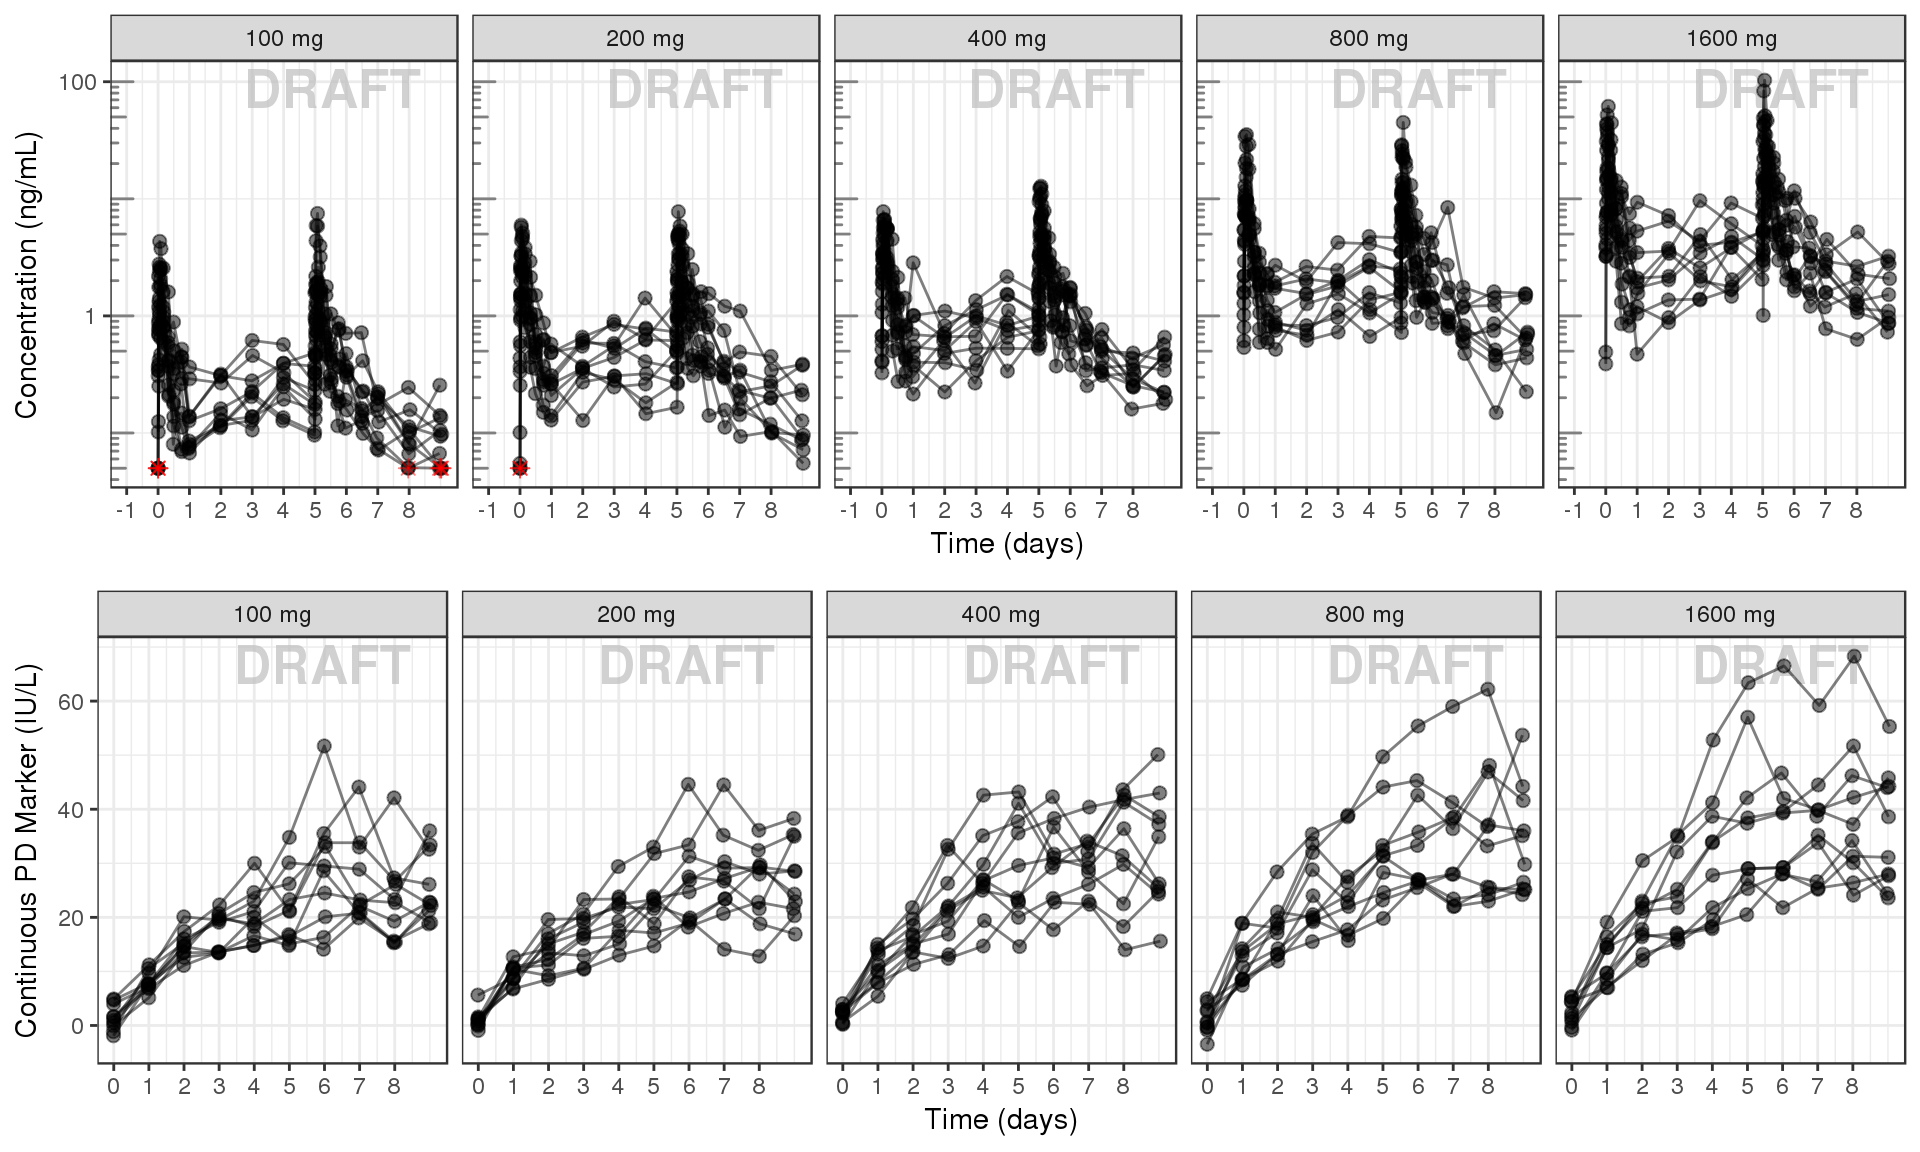 100 mg 200 mg 400 mg 800 mg 1600 mg
DRAFT DRAFT DRAFT DRAFT DRAFT
100
1
Concentration (ng/mL)
-1 0 1 2 3 4 5 6 7 8 -1 0 1 2 3 4 5 6 7 8 -1 0 1 2 3 4 5 6 7 8 -1 0 1 2 3 4 5 6 7 8 -1 0 1 2 3 4 5 6 7 8
Time (days)
100 mg 200 mg 400 mg 800 mg 1600 mg
DRAFT DRAFT DRAFT DRAFT DRAFT
60
40
20
0
Continuous PD Marker (IU/L)
0 1 2 3 4 5 6 7 8 0 1 2 3 4 5 6 7 8 0 1 2 3 4 5 6 7 8 0 1 2 3 4 5 6 7 8 0 1 2 3 4 5 6 7 8
Time (days)